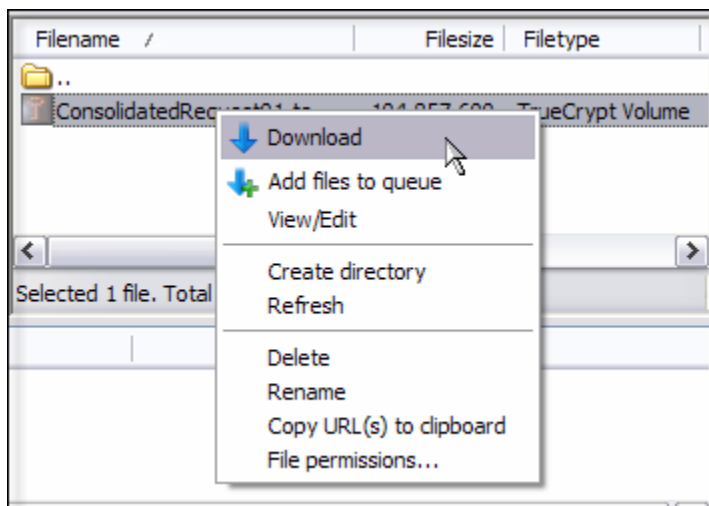 Filename / Filesize Filetype
..
Download
TrueCrypt Volume
Add files to queue
View/Edit
Create directory
Selected 1 file. Total
Refresh
Delete
Rename
Copy URL(s) to clipboard
File permissions...